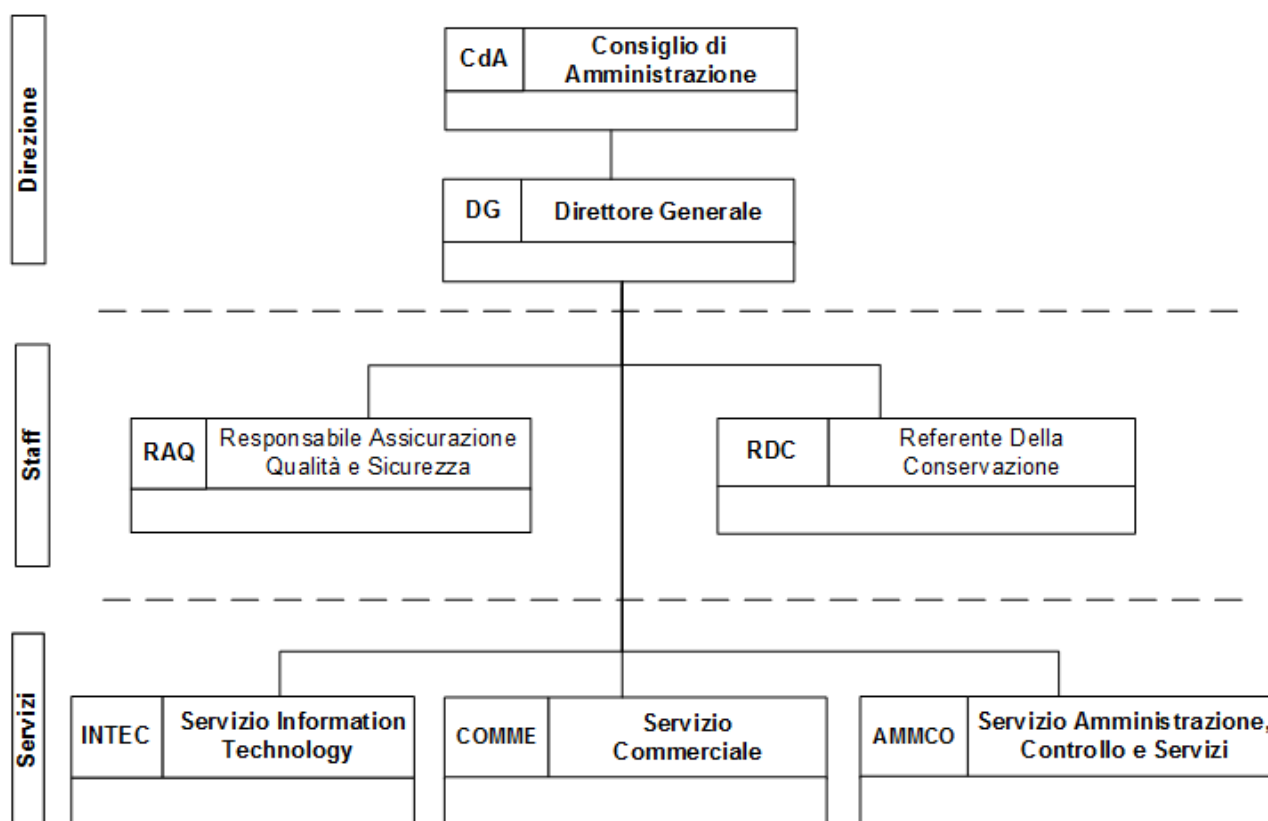 Direzione
CdA
Consiglio di
Amministrazione
DG
Direttore Generale
Staff
RAQ
Responsabile Assicurazione
Qualità e Sicurezza
RDC
Referente Della
Conservazione
Servizi
INTEC
Servizio Information
Technology
COMME
Servizio
Commerciale
AMMCO
Servizio Amministrazione,
Controllo e Servizi